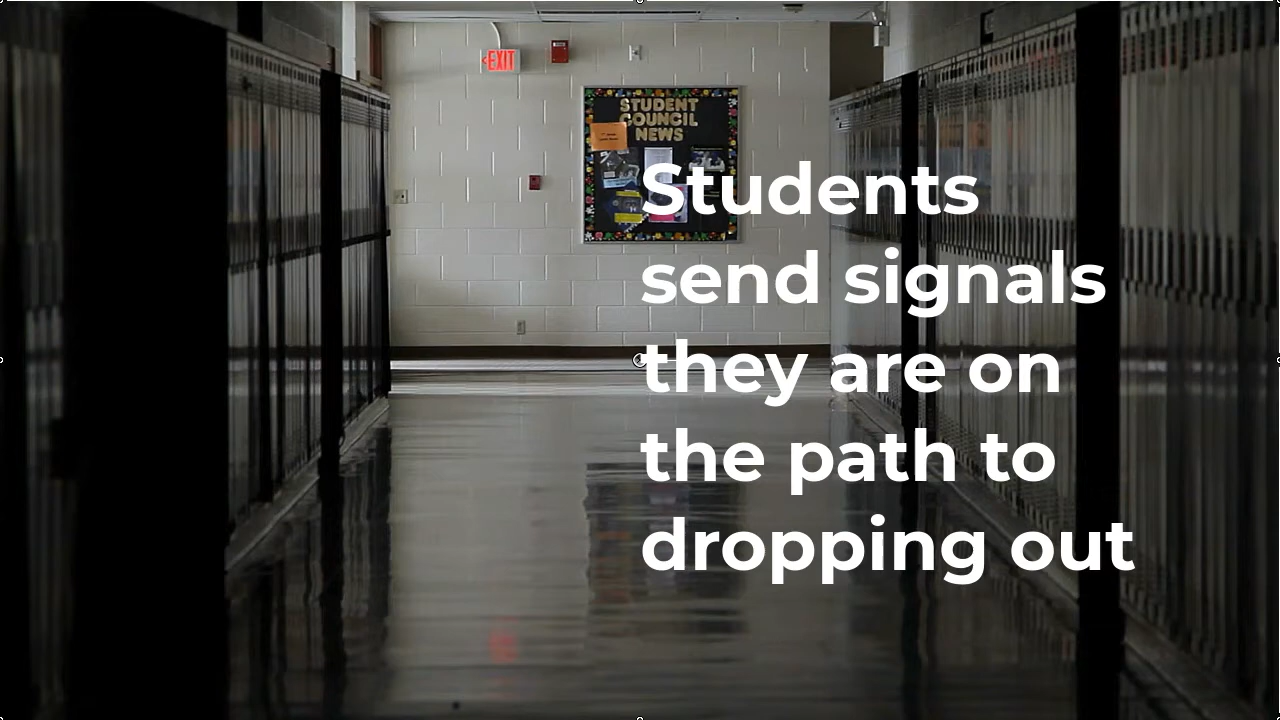 EXIT
STUDENT
COUNCIL
NEWS
Students
send signals
they are on
the path to
dropping out